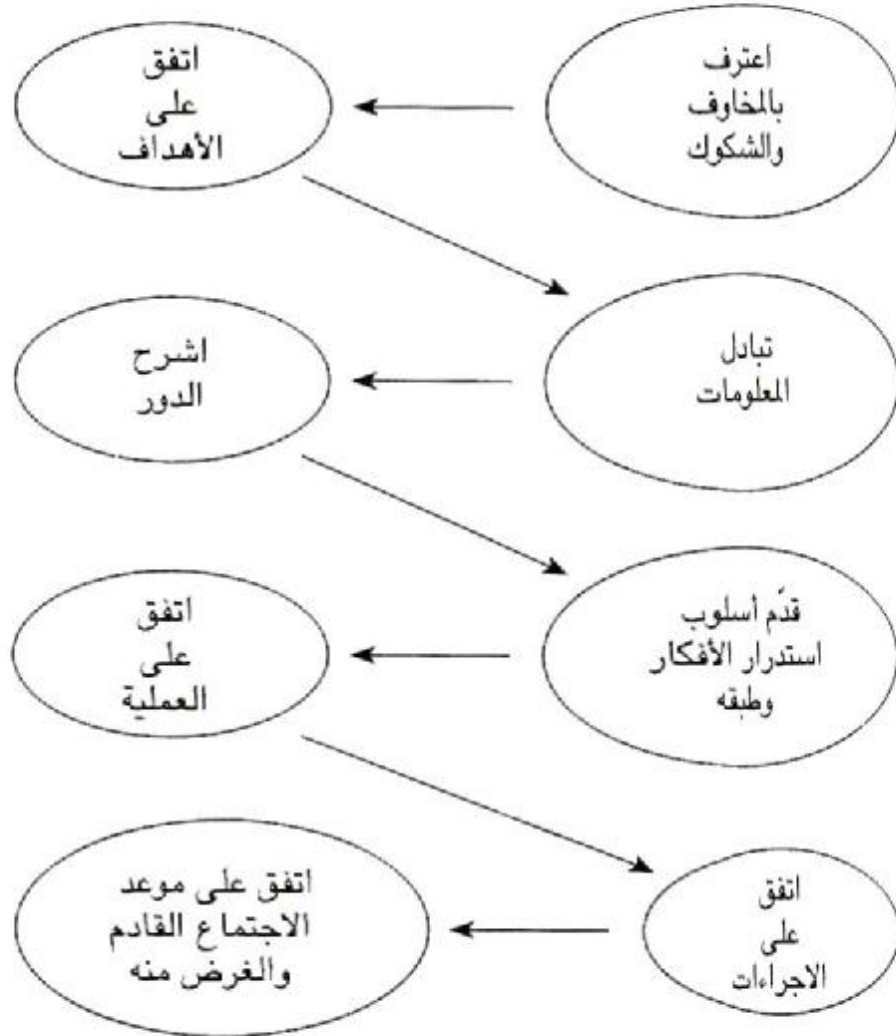 اعترف
بالمخاوف
والشكوك
اتفق
على
الأهداف
تبادل
المعلومات
اشرح
الدور
قدّم أسلوب
استدرار الأفكار
وطبقه
اتفق
على
العملية
اتفق
على
الاجراءات
اتفق على موعد
الاجتماع القادم
والغرض منه